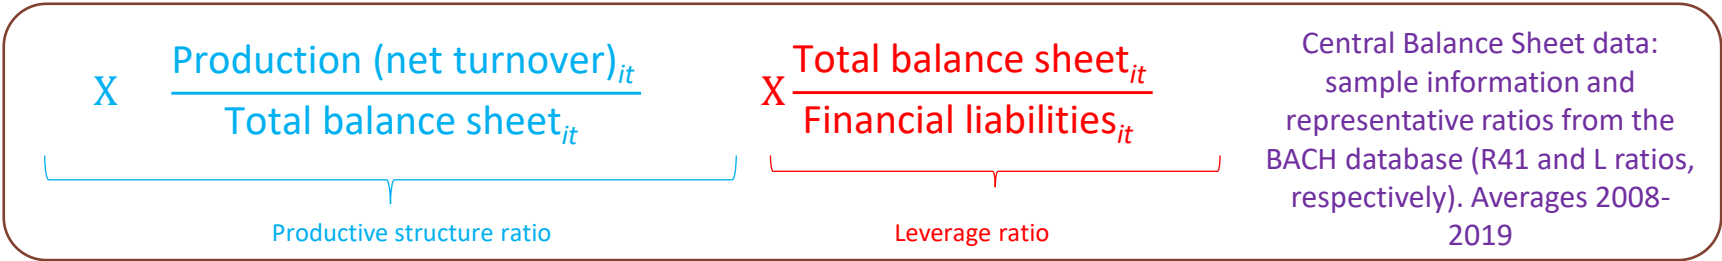 X Production (net turnover)it
Total balance sheetit
Productive structure ratio
X Total balance sheetit
Financial liabilitiesit
Leverage ratio
Central Balance Sheet data:
sample information and
representative ratios from the
BACH database (R41 and L ratios,
respectively). Averages 2008-
2019